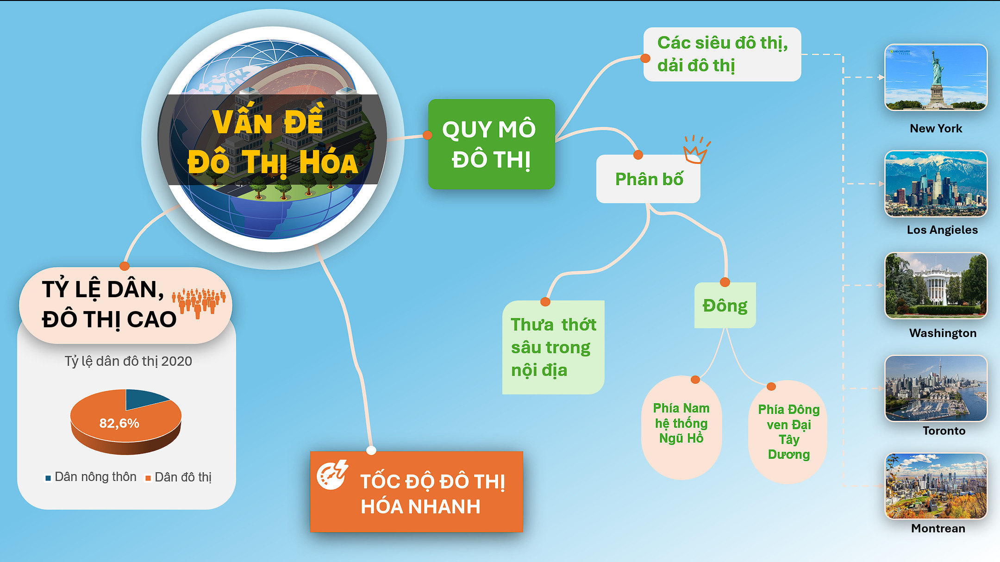 VẤN ĐỀ
ĐÔ THỊ HÓA
QUY MÔ
ĐÔ THỊ
Các siêu đô thị,
dải đô thị
Phân bố
Thưa thớt
sâu trong
nội địa
Đông
Phía Nam
hệ thống
Ngũ Hồ
Phía Đông
ven Đại
Tây
Dương
SAIGONTOURIST
TRAVEL
New York
Los Angieles
Washington
Toronto
Montrean
TỶ LỆ DÂN,
ĐÔ THỊ CAO
Tỷ lệ dân đô thị 2020
82,6%
Dân nông thôn
Dân đô thị
TỐC ĐỘ ĐÔ THỊ
HÓA NHANH